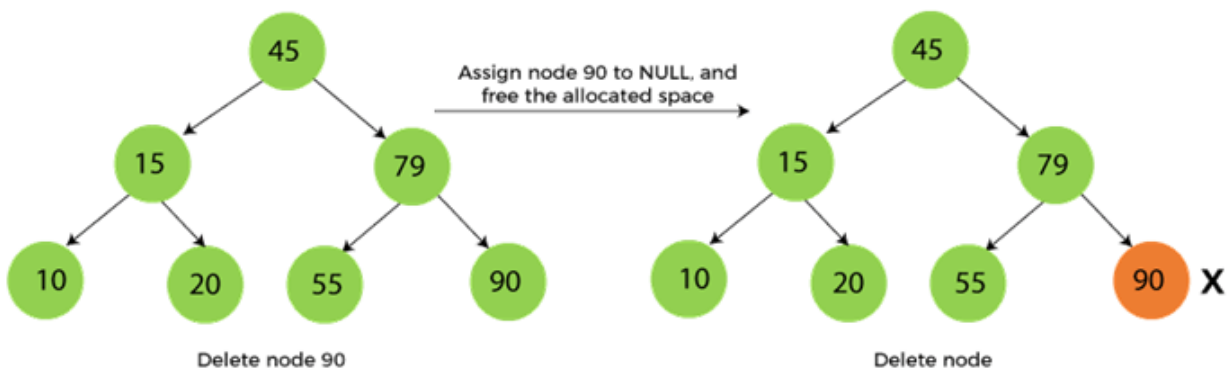 45
45
Assign node 90 to NULL, and
free the allocated space
15
79
15
79
10
20
55
90
10
20
55
90
X
Delete node 90
Delete node